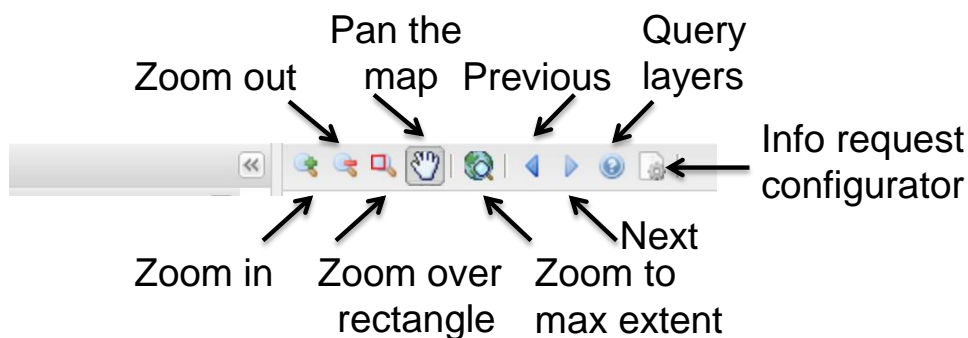 Pan the
map
Query
layers
Zoom out
Previous
Info request
configurator
Next
Zoom in
Zoom over
rectangle
Zoom to
max extent